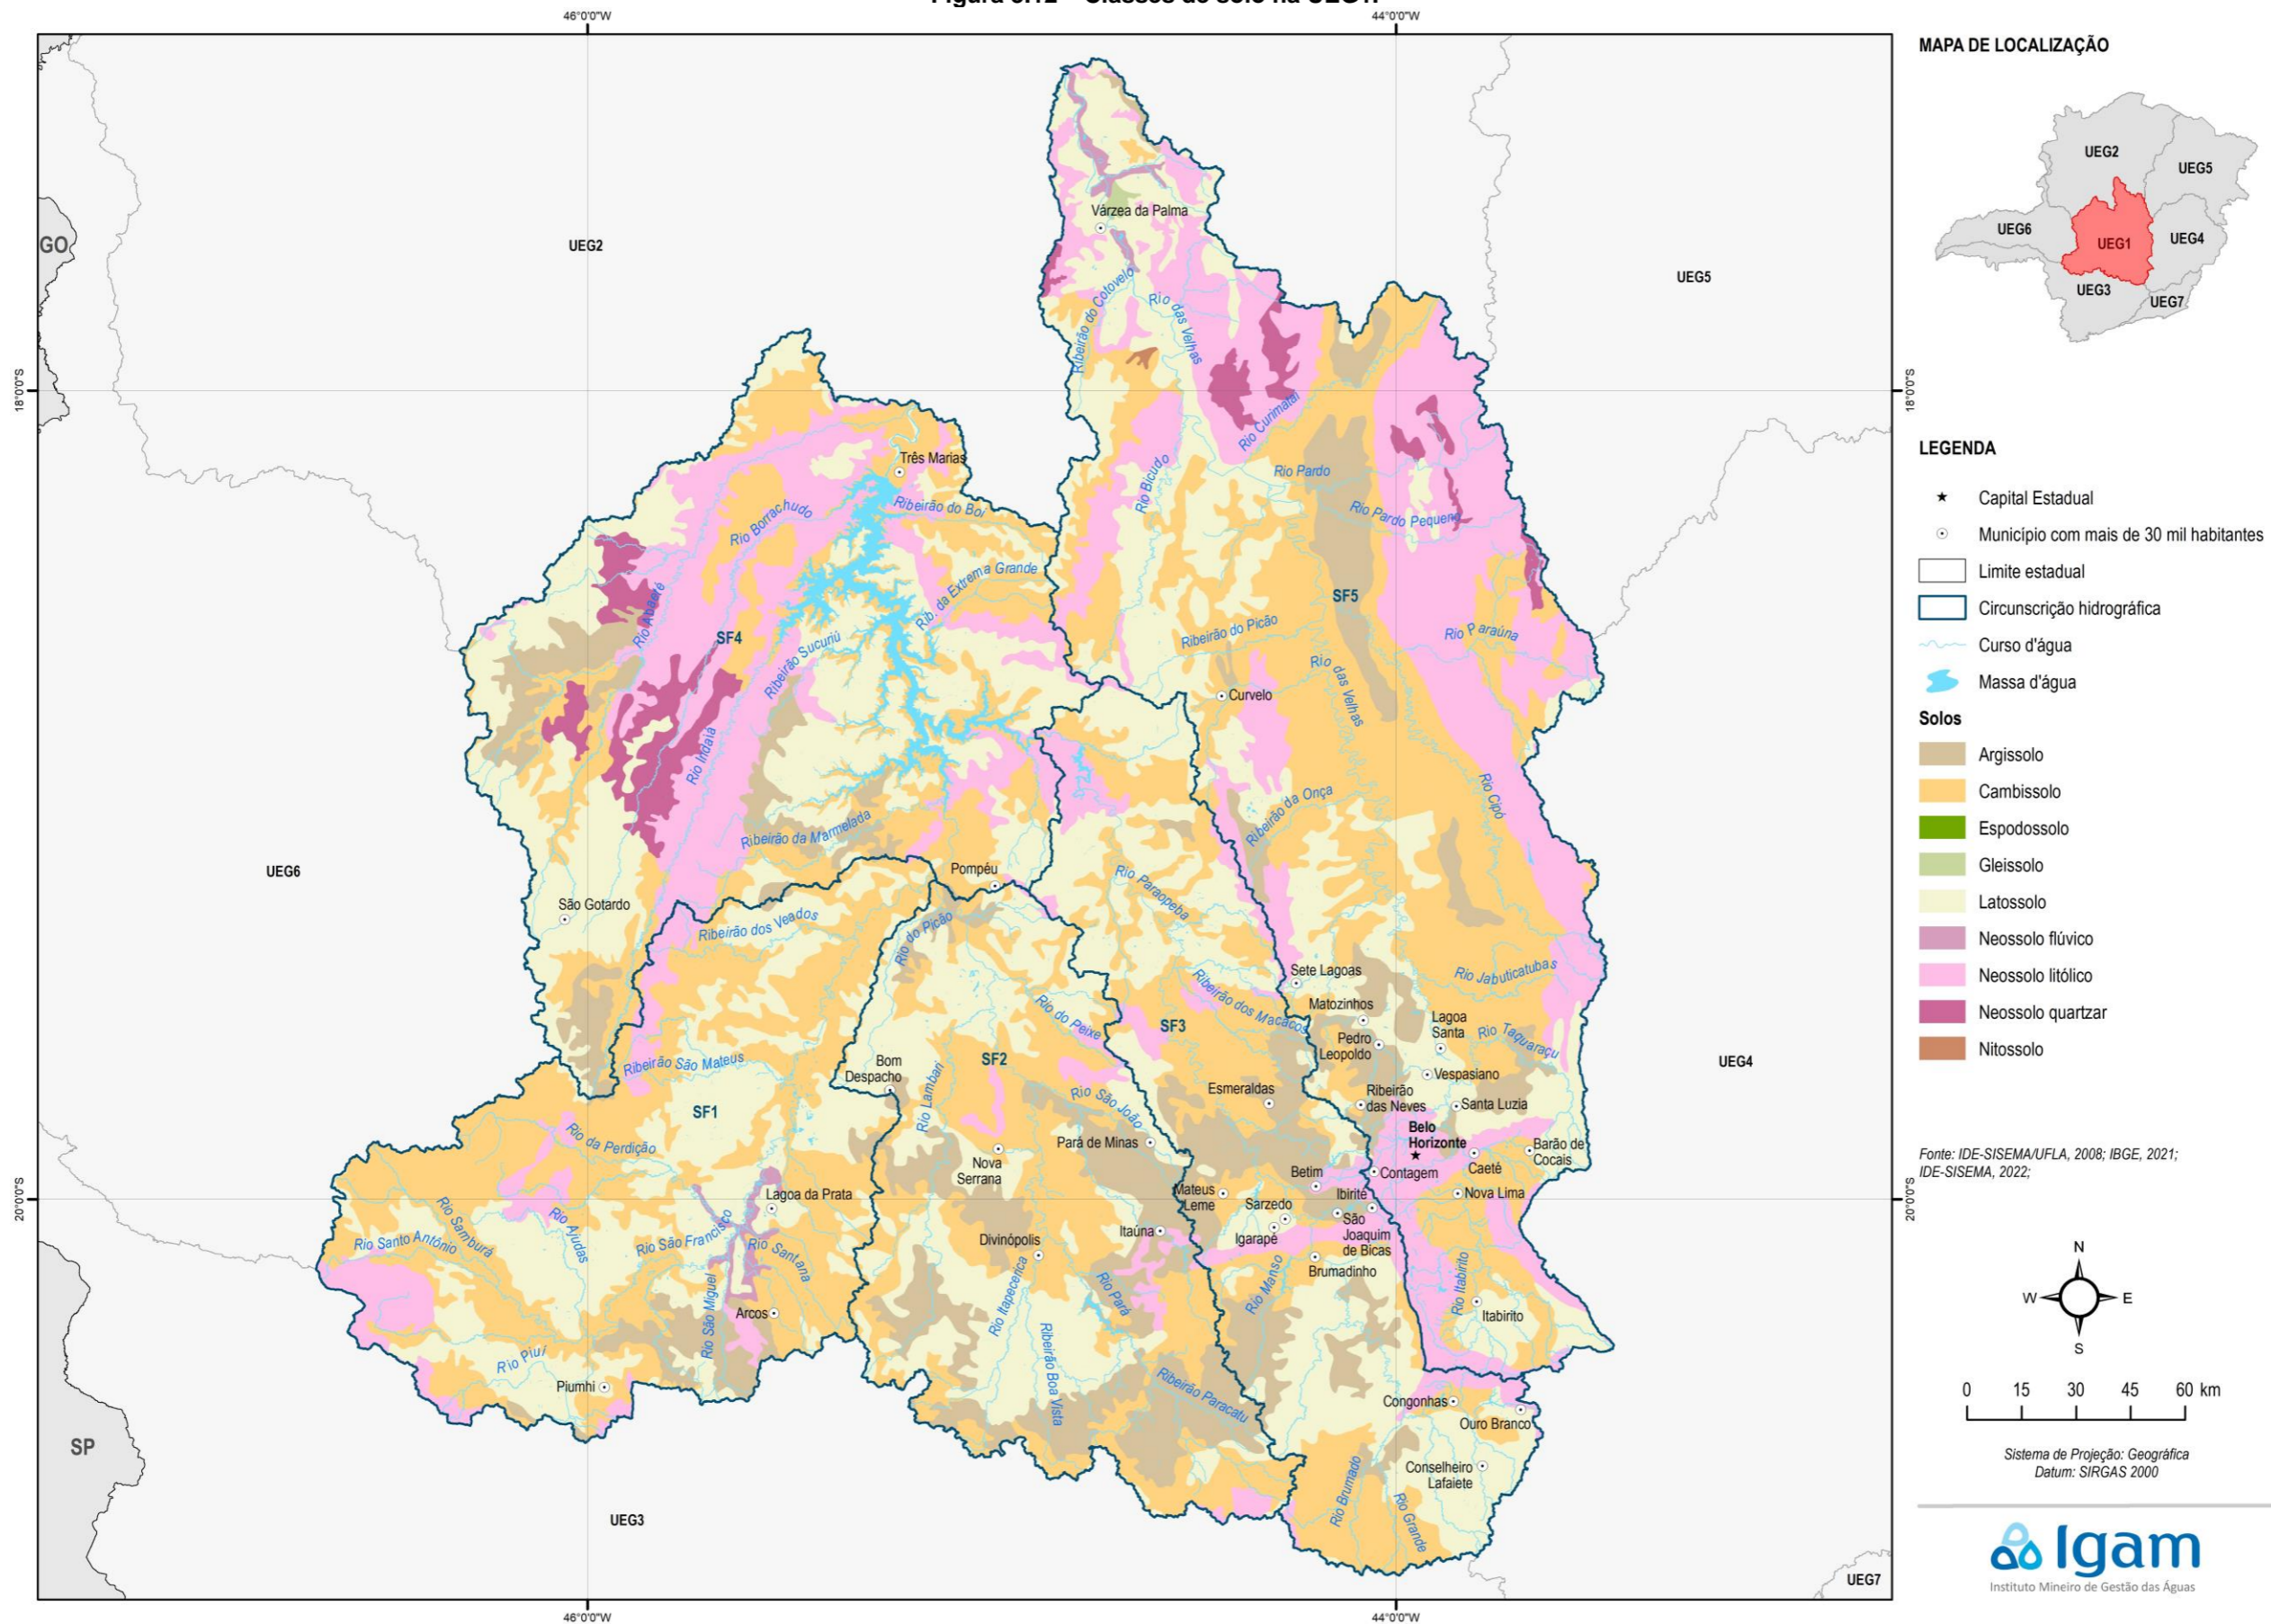 46°0'0"W
44°0'0"W
GO
UEG2
UEG5
UEG6
UEG4
UEG3
UEG7
SP
18°0'0"S
18°0'0"S
20°0'0"S
20°0'0"S
Várzea da Palma
Ribeirão do Cotovelo
Rio das Velhas
Rio Curimataí
Três Marias
Rio Bicudo
Rio Pardo
Rio Pardo Pequeno
Ribeirão do Boi
Rio Borrachudo
Rib. da Extrema Grande
SF5
Rio Abaeté
SF4
Ribeirão Sucuriú
Ribeirão do Picão
Rio Paraúna
Rio das Velhas
Curvelo
Rio Indaiá
Rio Cipó
Ribeirão da Onça
Ribeirão da Marmelada
Pompéu
Rio Paraopeba
São Gotardo
Ribeirão dos Veados
Rio do Picão
Sete Lagoas
Rio Jabuticatubas
Ribeirão dos Macacos
Matozinhos
Rio do Peixe
SF3
Lagoa
Santa
Rio Taquaraçu
Pedro
Leopoldo
Ribeirão São Mateus
Bom
Despacho
SF2
Vespasiano
Rio Lambari
Rio São João
Esmeraldas
Ribeirão
das Neves
Santa Luzia
SF1
Rio da Perdição
Pará de Minas
Belo
Horizonte
Barão de
Cocais
Nova
Serrana
Caeté
Betim
Contagem
Lagoa da Prata
Mateus
Leme
Ibirité
Nova Lima
Sarzedo
Rio Samburá
Rio Ajudas
Rio São Francisco
Rio Santo Antônio
Rio Santana
Divinópolis
Itaúna
Igarapé
São
Joaquim
de Bicas
Brumadinho
Rio Itapecerica
Rio Pará
Rio Manso
Rio Itabirito
Itabirito
Rio São Miguel
Arcos
Rio Piuí
Piumhi
Ribeirão Boa Vista
Ribeirão Paracatu
Congonhas
Ouro Branco
Conselheiro
Lafaiete
Rio Brumado
Rio Grande
46°0'0"W
44°0'0"W
MAPA DE LOCALIZAÇÃO
UEG2
UEG5
UEG6
UEG1
UEG4
UEG3
UEG7
LEGENDA
Capital Estadual
Município com mais de 30 mil habitantes
Limite estadual
Circunscrição hidrográfica
Curso d'água
Massa d'água
Solos
Argissolo
Cambissolo
Espodossolo
Gleissolo
Latossolo
Neossolo flúvico
Neossolo litólico
Neossolo quartzar
Nitossolo
Fonte: IDE-SISEMA/UFLA, 2008; IBGE, 2021;
IDE-SISEMA, 2022;
N
W
E
S
0 15 30 45 60 km
Sistema de Projeção: Geográfica
Datum: SIRGAS 2000
Igam
Instituto Mineiro de Gestão das Águas